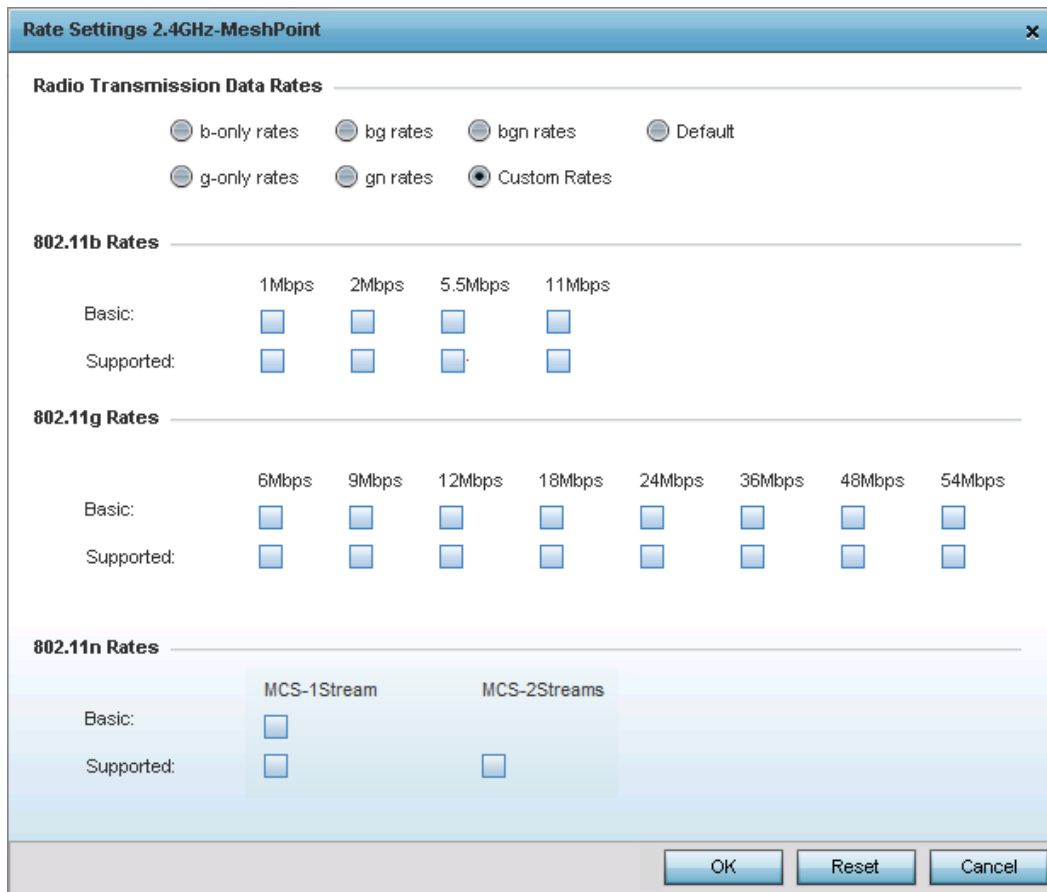 Rate Settings 2.4GHz-MeshPoint
Radio Transmission Data Rates
b-only rates bg rates bgn rates Default
g-only rates gn rates Custom Rates
802.11b Rates
1Mbps 2Mbps 5.5Mbps 11Mbps
Basic:
Supported:
802.11g Rates
6Mbps 9Mbps 12Mbps 18Mbps 24Mbps 36Mbps 48Mbps 54Mbps
Basic:
Supported:
802.11n Rates
MCS-1Stream MCS-2Streams
Basic:
Supported:
OK Reset Cancel